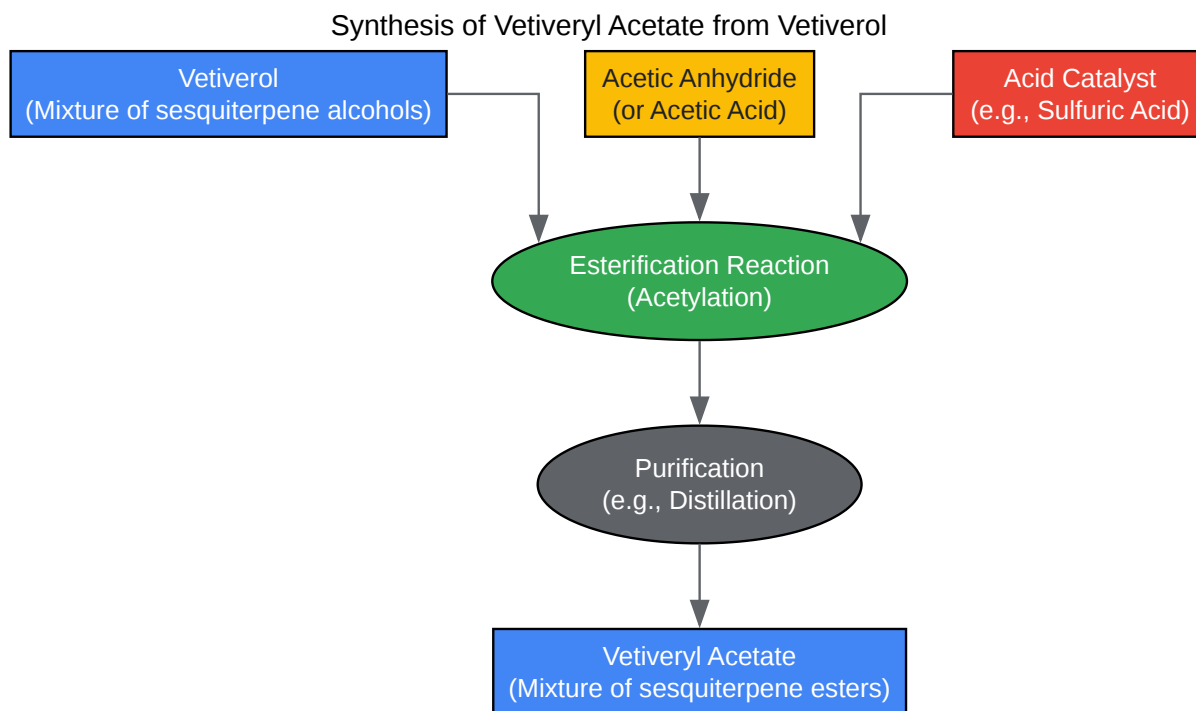 Synthesis of Vetiveryl Acetate from Vetiverol
Vetiverol
(Mixture of sesquiterpene alcohols)
Acetic Anhydride
(or Acetic Acid)
Acid Catalyst
(e.g., Sulfuric Acid)
Esterification Reaction
(Acetylation)
Purification
(e.g., Distillation)
Vetiveryl Acetate
(Mixture of sesquiterpene esters)